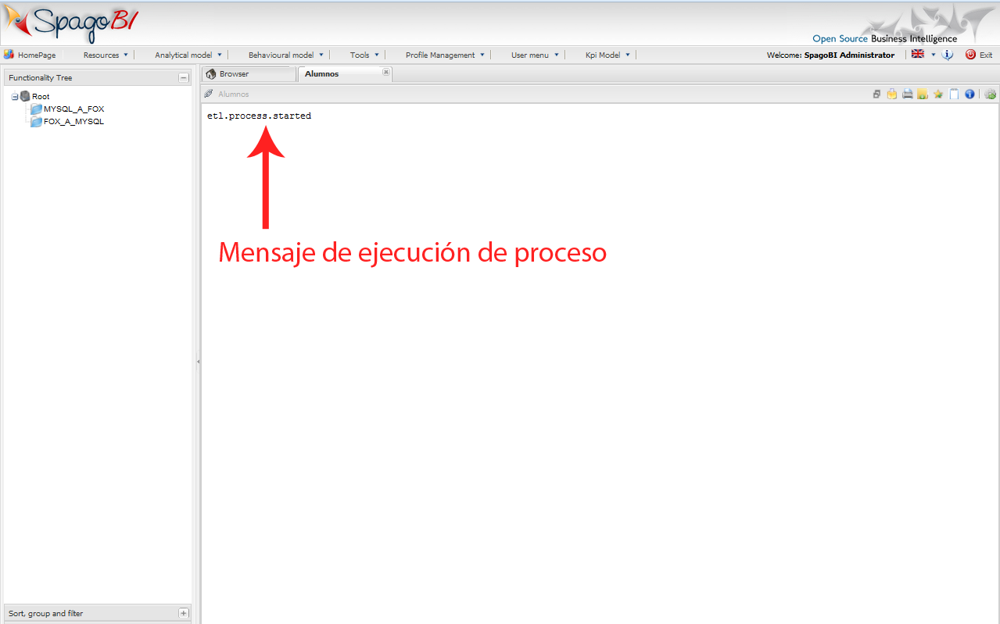 SpagoBI
Open Source Business Intelligence
HomePage Resources Analytical model Behavioural model Tools Profile Management User menu Kpi Model Welcome: SpagoBI Administrator Exit
Functionality Tree
Browser Alumnos
Alumnos
Root
MYSQL_A_FOX
FOX_A_MYSQL
etl.process.started
Mensaje de ejecución de proceso
Sort, group and filter